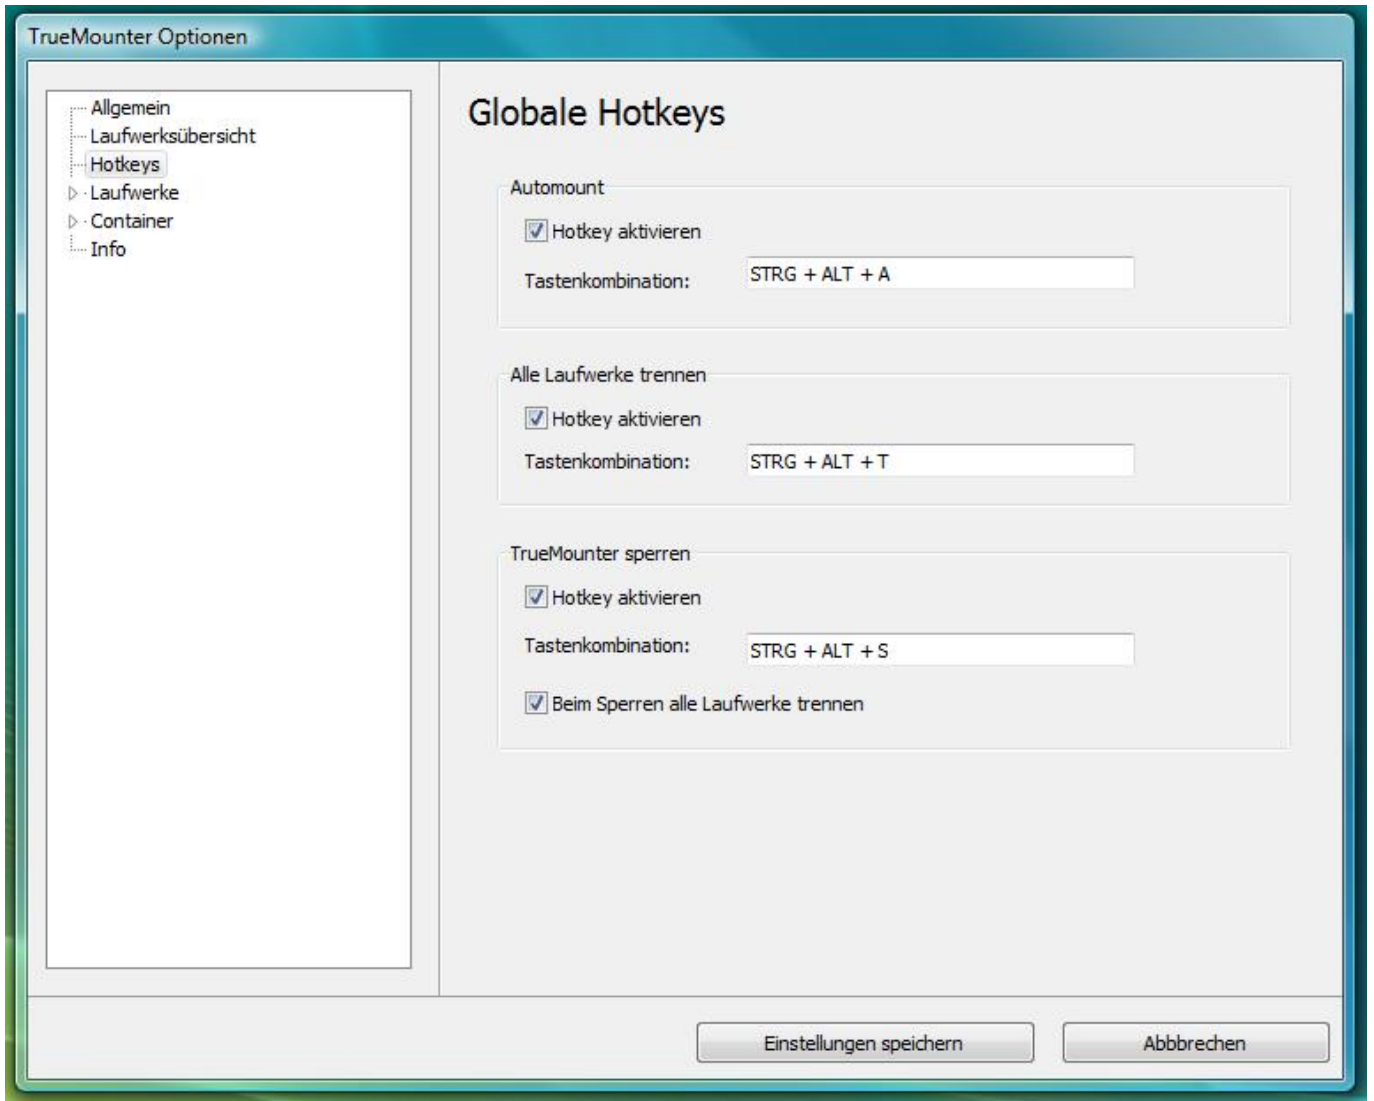 TrueMounter Optionen
Allgemein
Laufwerksübersicht
Hotkeys
Laufwerke
Container
Info
Globale Hotkeys
Automount
Hotkey aktivieren
Tastenkombination: STRG + ALT + A
Alle Laufwerke trennen
Hotkey aktivieren
Tastenkombination: STRG + ALT + T
TrueMounter sperren
Hotkey aktivieren
Tastenkombination: STRG + ALT + S
Beim Sperren alle Laufwerke trennen
Einstellungen speichern Abbbrechen